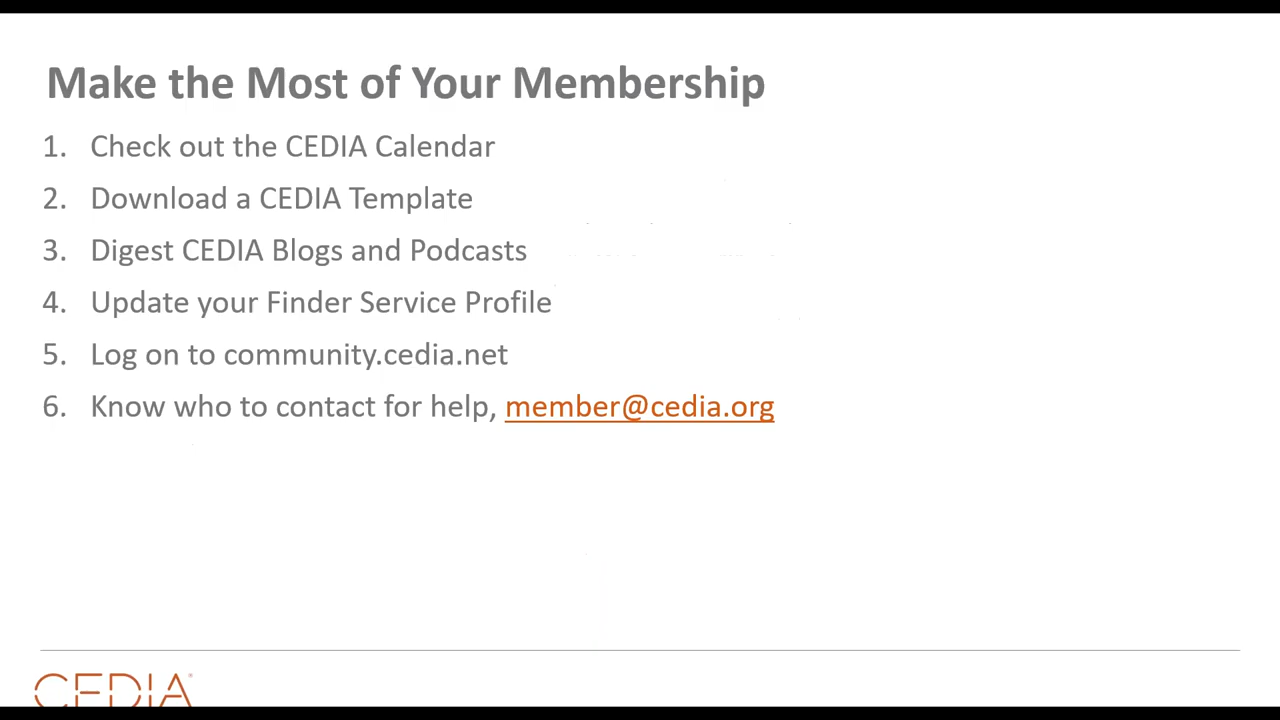 Make the Most of Your Membership
1. Check out the CEDIA Calendar
2. Download a CEDIA Template
3. Digest CEDIA Blogs and Podcasts
4. Update your Finder Service Profile
5. Log on to community.cedia.net
6. Know who to contact for help, member@cedia.org
CEDIA